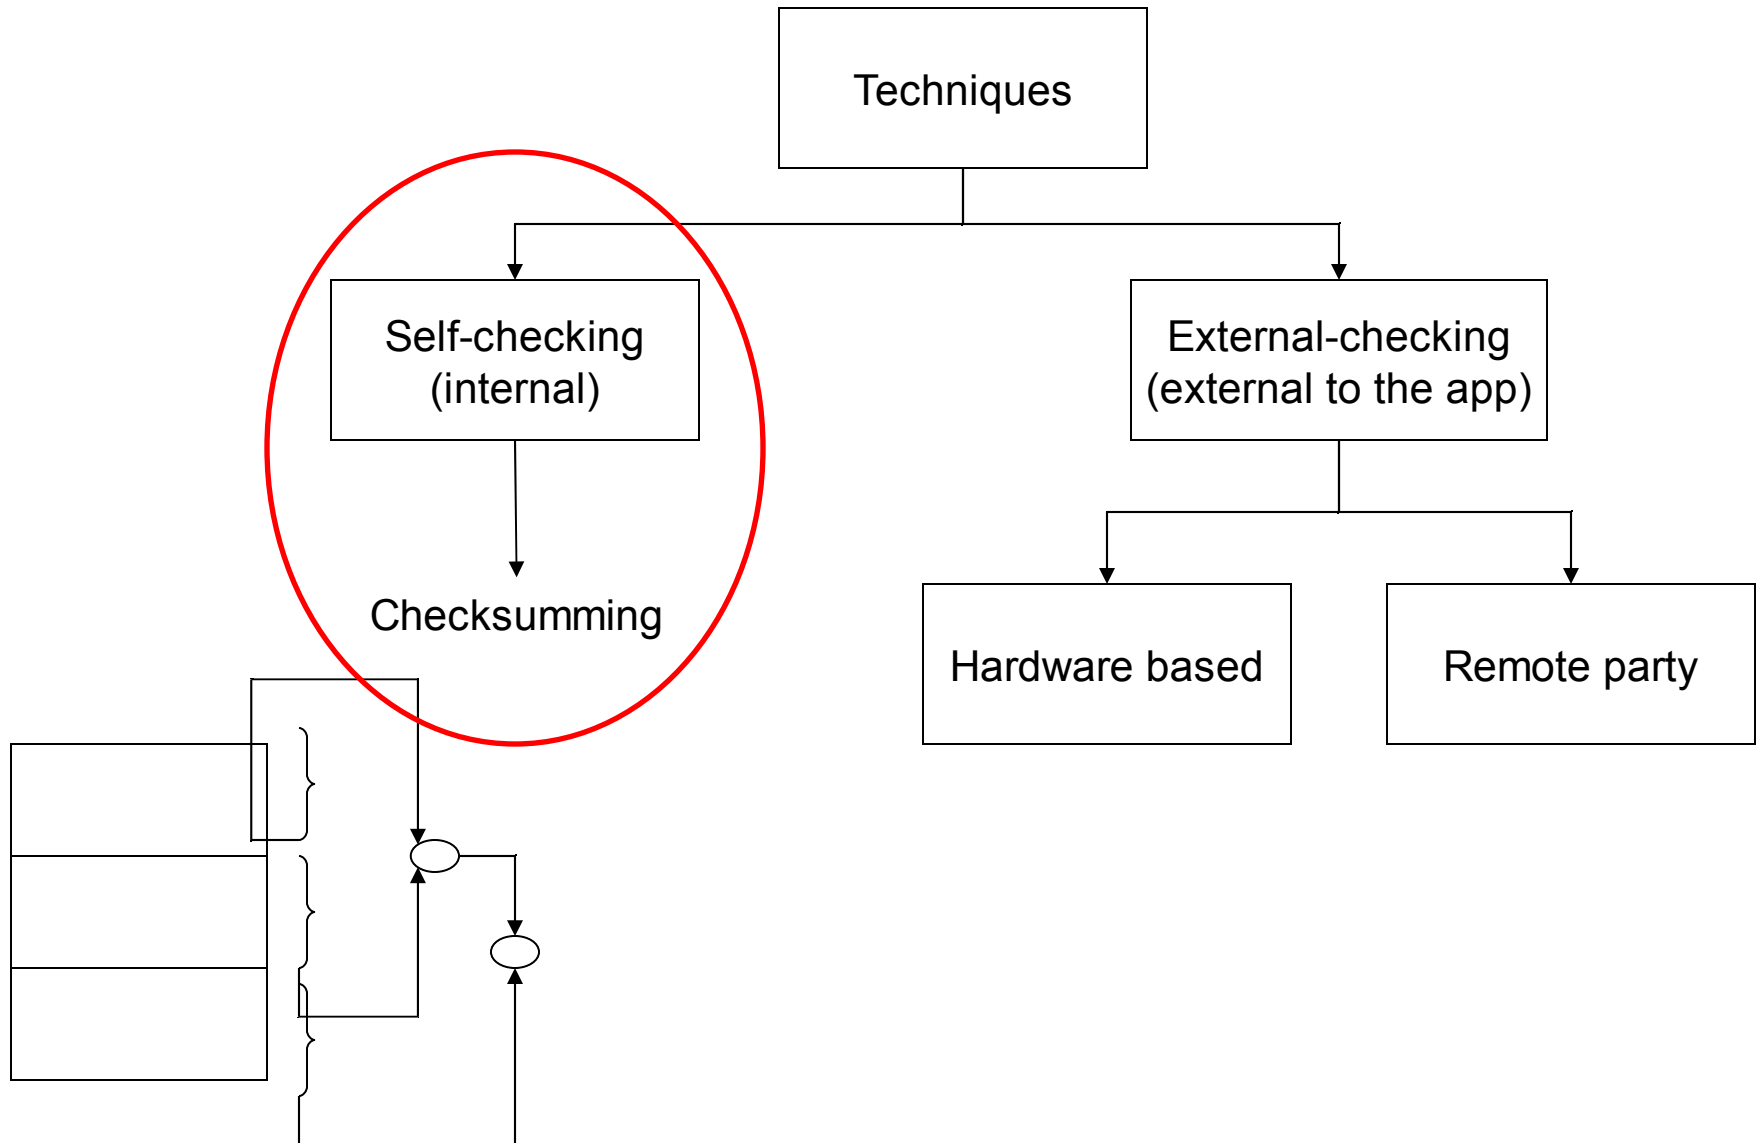 Techniques
Self-checking
(internal)
External-checking
(external to the app)
Checksumming
Hardware based
Remote party